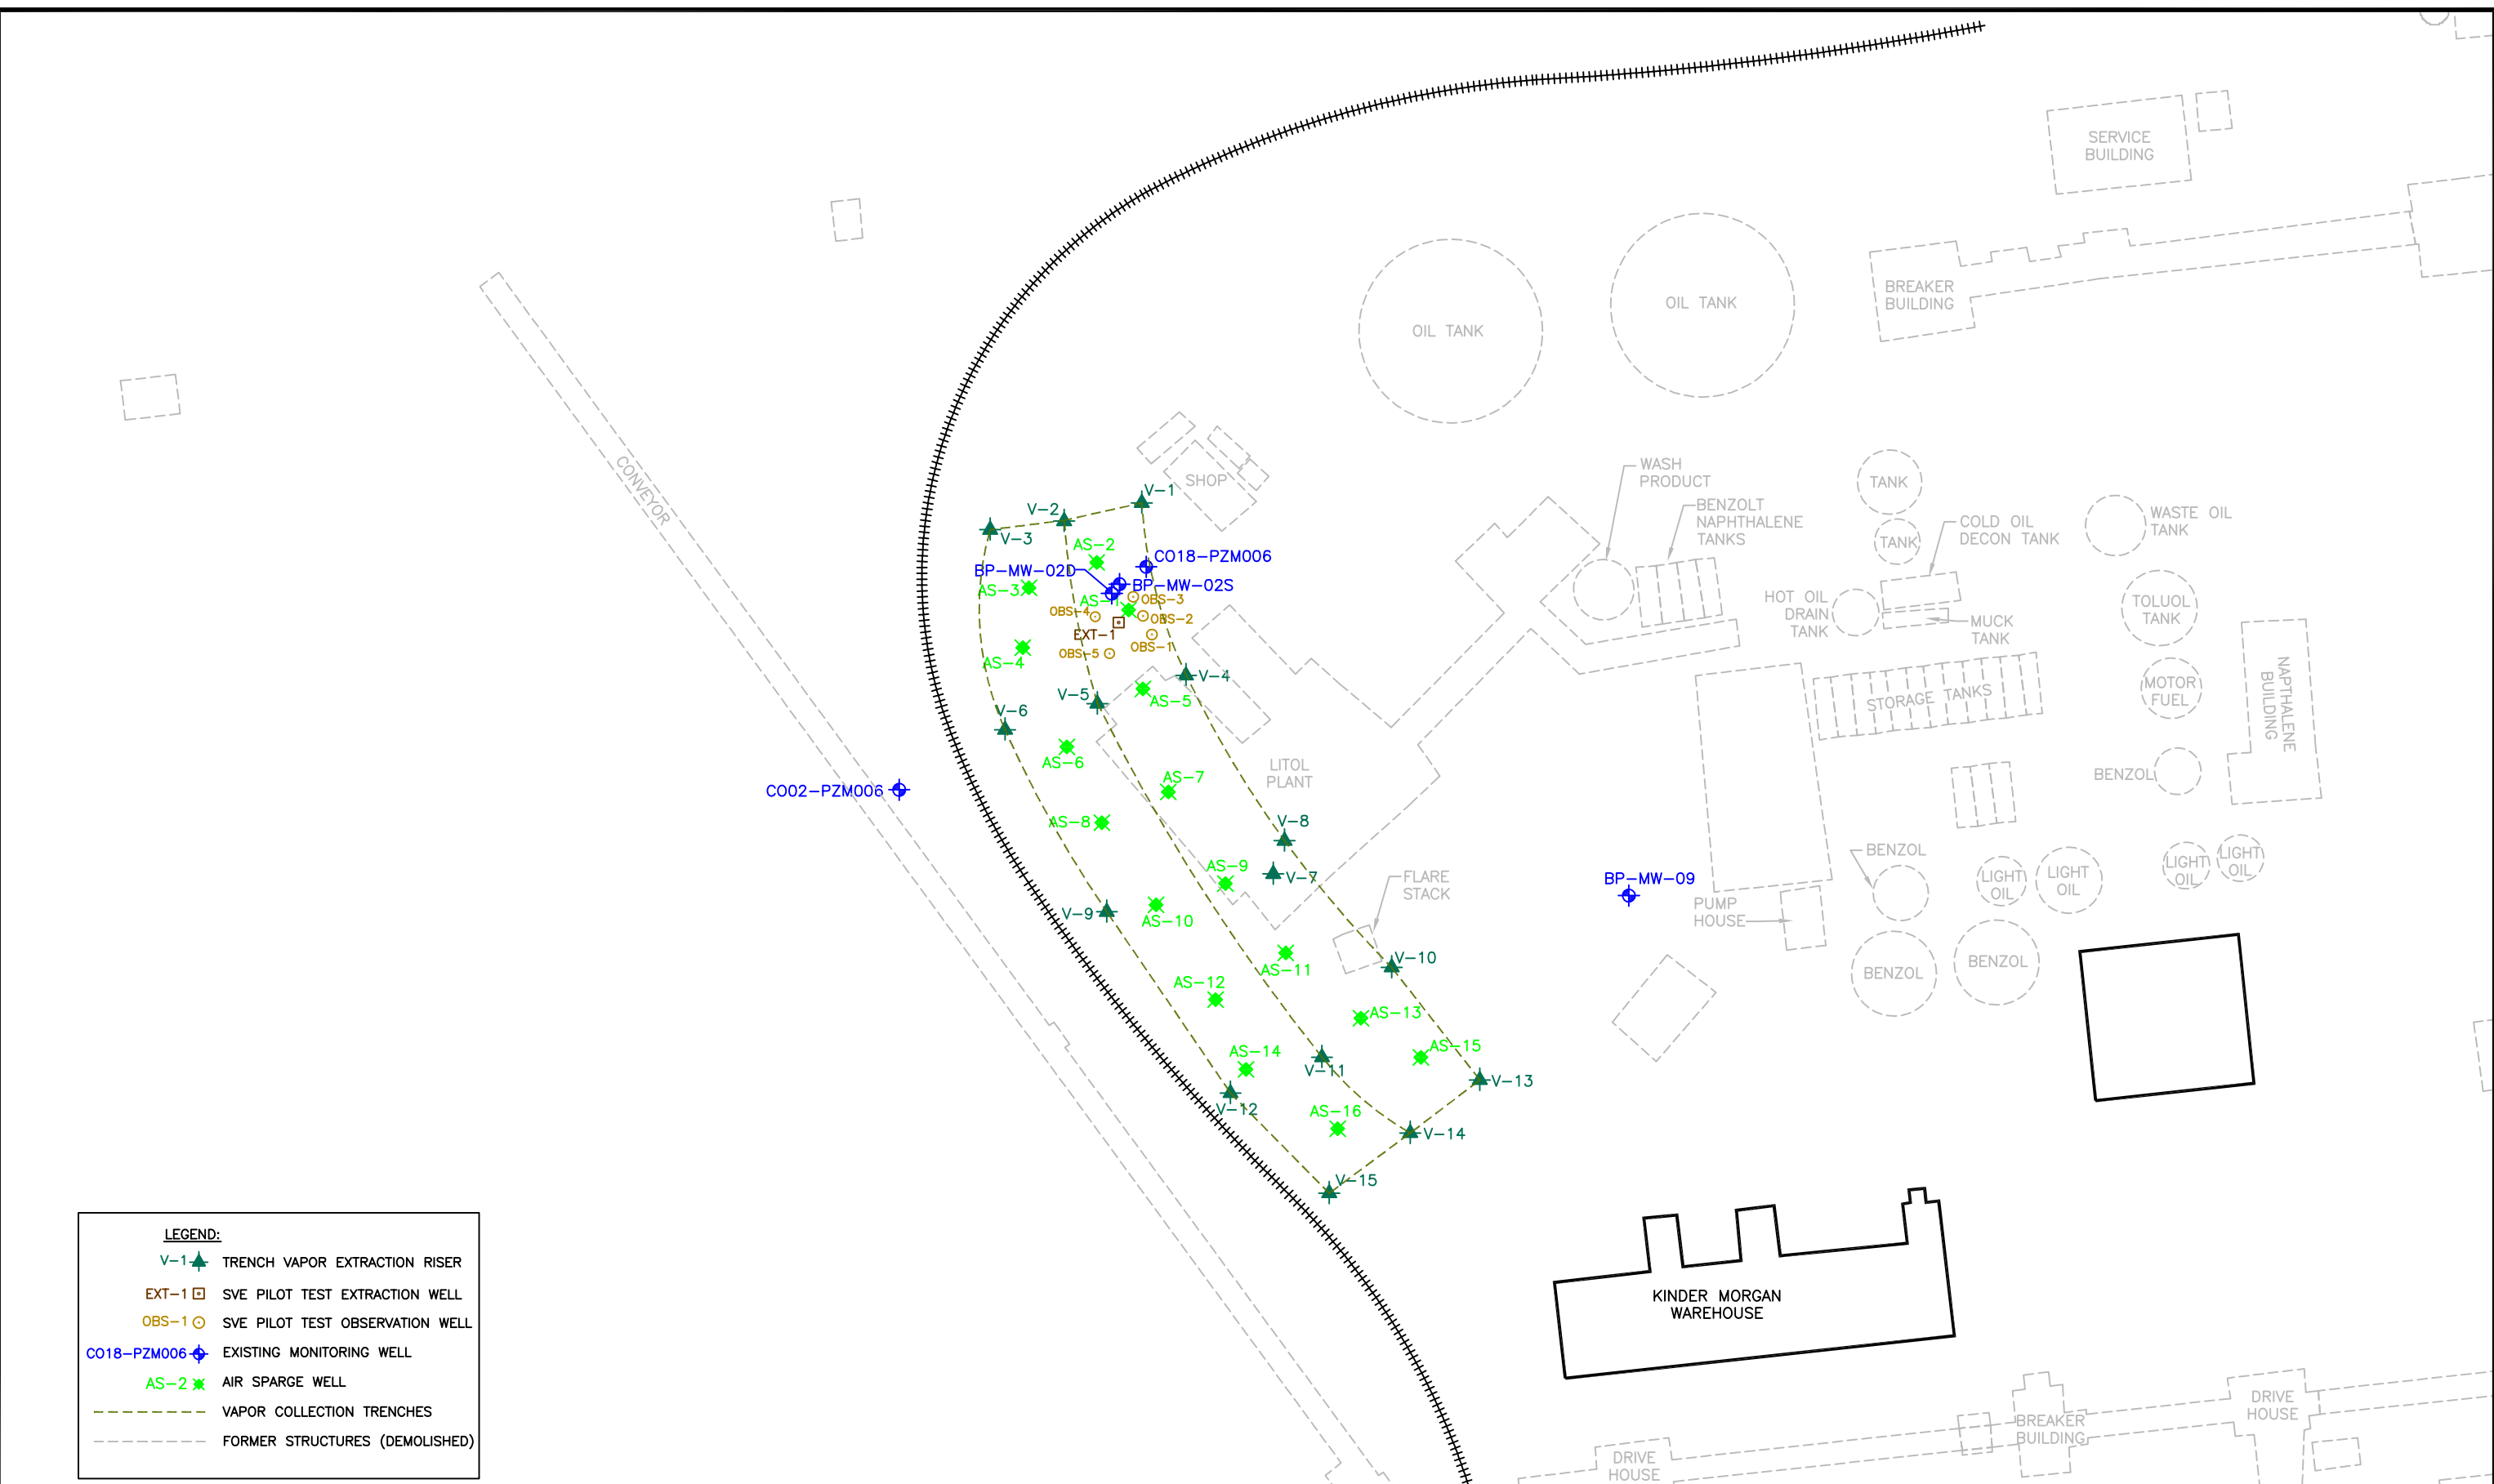 SERVICE
BUILDING
BREAKER
BUILDING
OIL TANK
OIL TANK
CONVEYOR
SHOP
WASH
PRODUCT
BENZOLT
NAPHTHALENE
TANKS
TANK
TANK
COLD OIL
DECON TANK
WASTE OIL
TANK
HOT OIL
DRAIN
TANK
MUCK
TANK
TOLUOL
TANK
STORAGE TANKS
MOTOR
FUEL
NAPTHALENE
BUILDING
BENZOL
LITOL
PLANT
FLARE
STACK
BENZOL
LIGHT
OIL
LIGHT
OIL
LIGHT
OIL
LIGHT
OIL
PUMP
HOUSE
BENZOL
BENZOL
V-1
V-2
V-3
AS-2
CO18-PZM006
BP-MW-02D
BP-MW-02S
AS-3
AS-1
OBS-3
OBS-4
OBS-2
EXT-1
OBS-1
OBS-5
AS-4
V-4
V-5
AS-5
V-6
AS-6
AS-7
CO02-PZM006
AS-8
V-8
V-7
AS-9
BP-MW-09
V-9
AS-10
AS-11
V-10
AS-12
AS-13
AS-14
V-11
AS-15
V-13
V-12
AS-16
V-14
V-15
KINDER MORGAN
WAREHOUSE
DRIVE
HOUSE
BREAKER
BUILDING
DRIVE
HOUSE
LEGEND:
V-1 TRENCH VAPOR EXTRACTION RISER
EXT-1 SVE PILOT TEST EXTRACTION WELL
OBS-1 SVE PILOT TEST OBSERVATION WELL
CO18-PZM006 EXISTING MONITORING WELL
AS-2 AIR SPARGE WELL
VAPOR COLLECTION TRENCHES
FORMER STRUCTURES (DEMOLISHED)